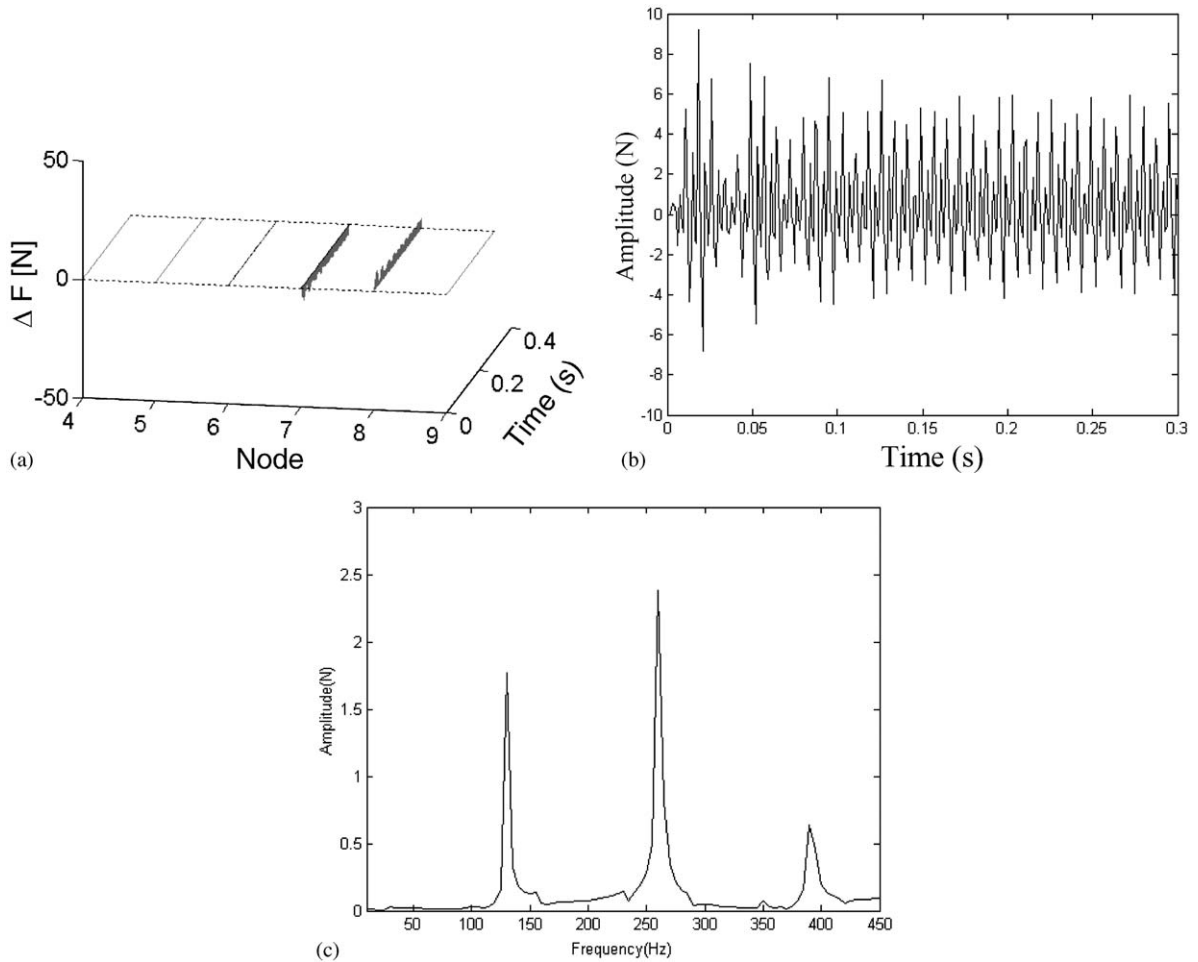 50
0
-50
Δ F [N]
4 5 6 7 8 9
Node
0 0.2 0.4
Time (s)
(a)
10
8
6
4
2
0
-2
-4
-6
-8
-10
Amplitude (N)
0 0.05 0.1 0.15 0.2 0.25 0.3
Time (s)
(b)
3
2.5
2
1.5
1
0.5
0
Amplitude(N)
50 100 150 200 250 300 350 400 450
Frequency(Hz)
(c)